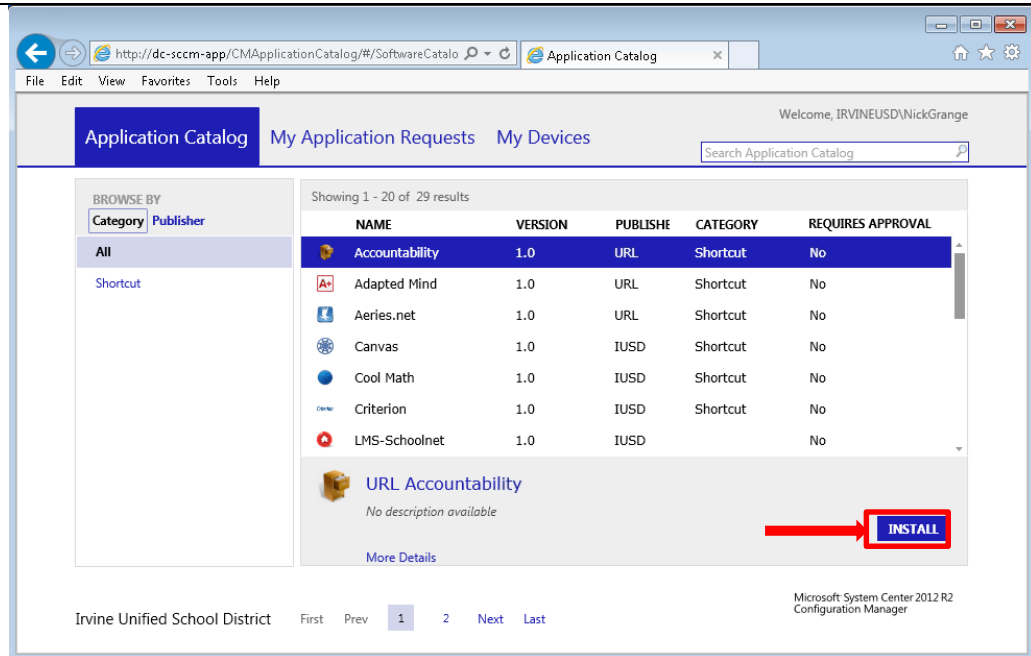 http://dc-sccm-app/CMApplicationCatalog/#/SoftwareCatalo
Application Catalog
File Edit View Favorites Tools Help
Welcome, IRVINEUSD\NickGrange
Application Catalog My Application Requests My Devices
Search Application Catalog
BROWSE BY
Category Publisher
All
Shortcut
Showing 1 - 20 of 29 results
NAME VERSION PUBLISHE CATEGORY REQUIRES APPROVAL
Accountability 1.0 URL Shortcut No
A+ Adapted Mind 1.0 URL Shortcut No
Aeries.net 1.0 URL Shortcut No
Canvas 1.0 IUSD Shortcut No
Cool Math 1.0 IUSD Shortcut No
Criterion 1.0 IUSD Shortcut No
LMS-Schoolnet 1.0 IUSD No
URL Accountability
No description available
INSTALL
More Details
Irvine Unified School District
First Prev 1 2 Next Last
Microsoft System Center 2012 R2
Configuration Manager